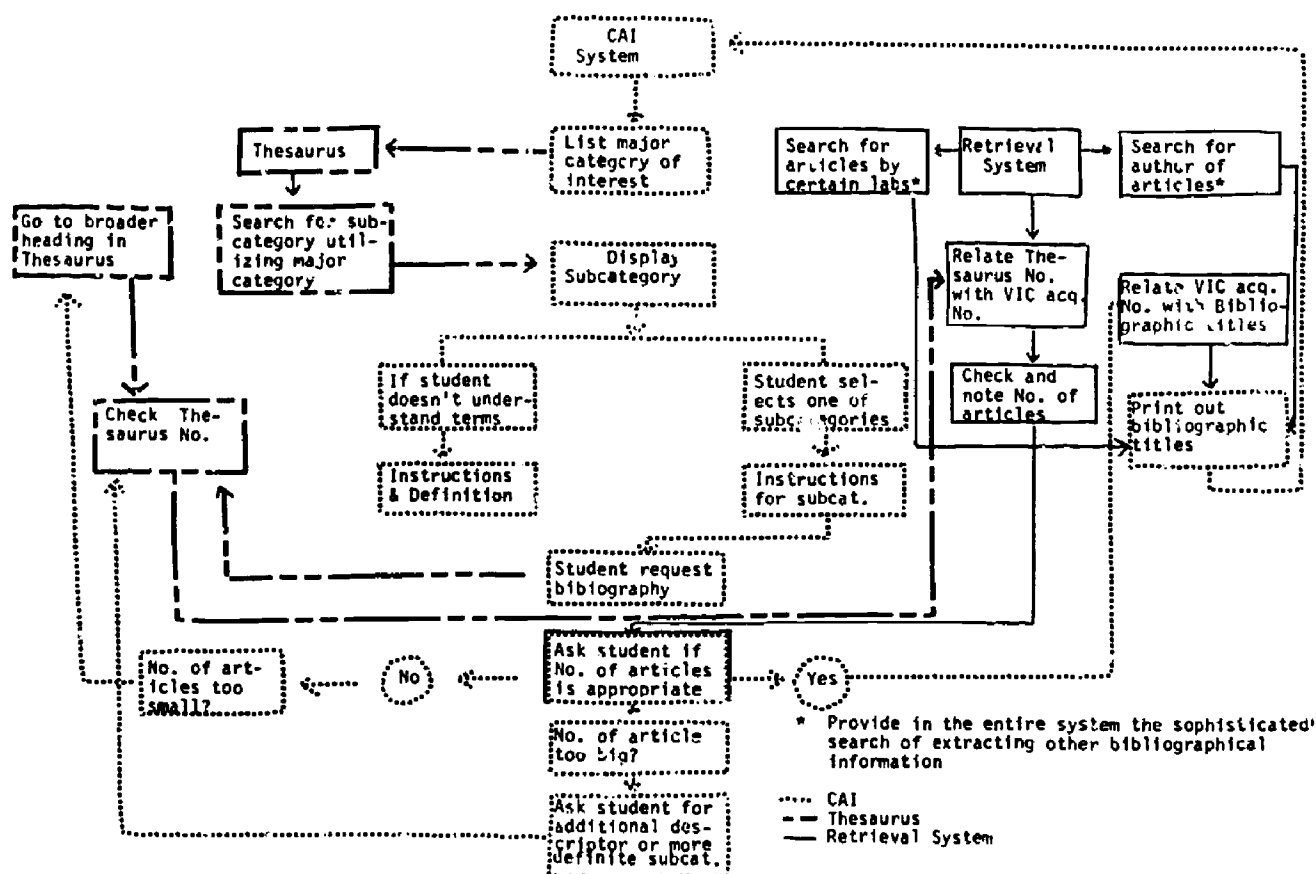 CAI
System
Thesaurus
List major
category of
interest
Search for
articles by
certain labs*
Retrieval
System
Search for
author of
articles*
Go to broader
heading in
Thesaurus
Search for sub-
category util-
izing major
category
Display
Subcategory
Relate The-
saurus No.
with VIC acq.
No.
Relate VIC acq.
No. with Biblio-
graphic titles
If student
doesn't under-
stand terms
Student sel-
ects one of
subcategories
Check and
note No. of
articles
Print out
bibliographic
titles
Check The-
saurus No.
Instructions
& Definition
Instructions
for subcat.
Student request
bibiography
No. of art-
icles too
small?
No
Ask student if
No. of articles
is appropriate
Yes
No. of article
too big?
Ask student for
additional des-
criptor or more
definite subcat.
* Provide in the entire system the sophisticated
search of extracting other bibliographical
information
CAI
Thesaurus
Retrieval System